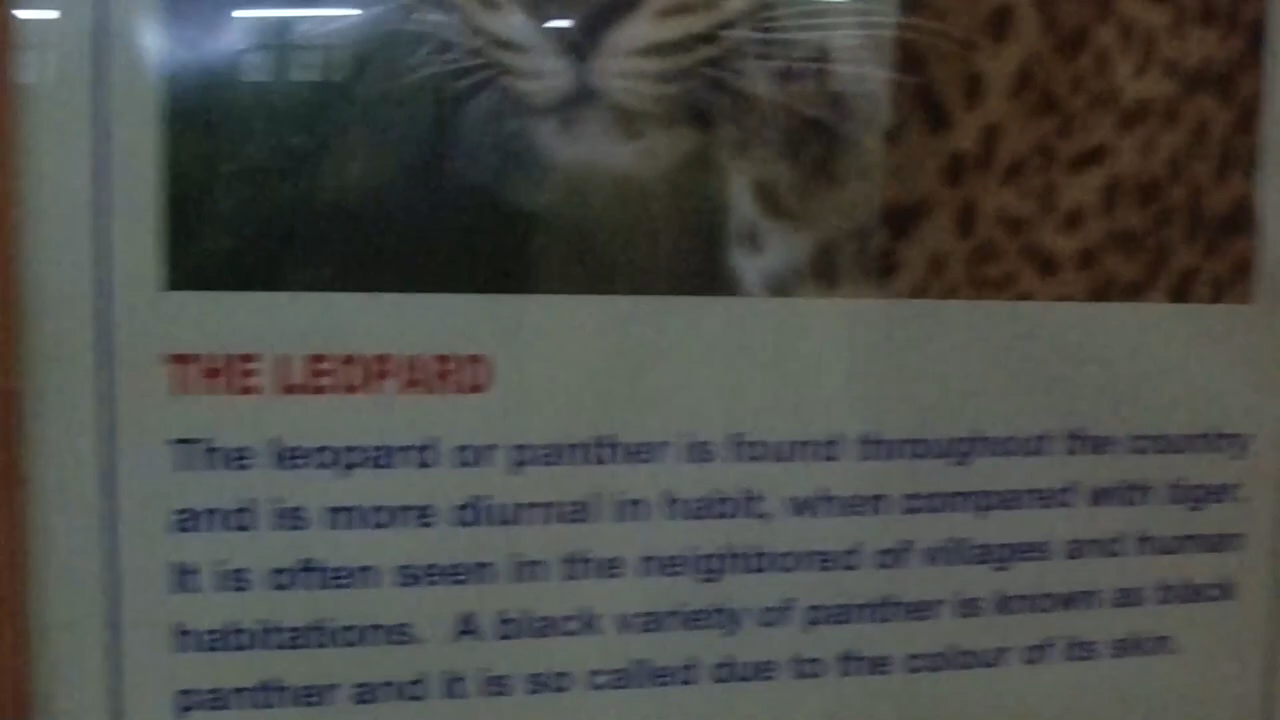 THE LEOPARD
The leopard or panther is found throughout the country
and is more diurnal in habit, when compared with tiger.
It is often seen in the neighbored of villages and human
habitations. A black variety of panther is known as black
panther and it is so called due to the colour of its skin.